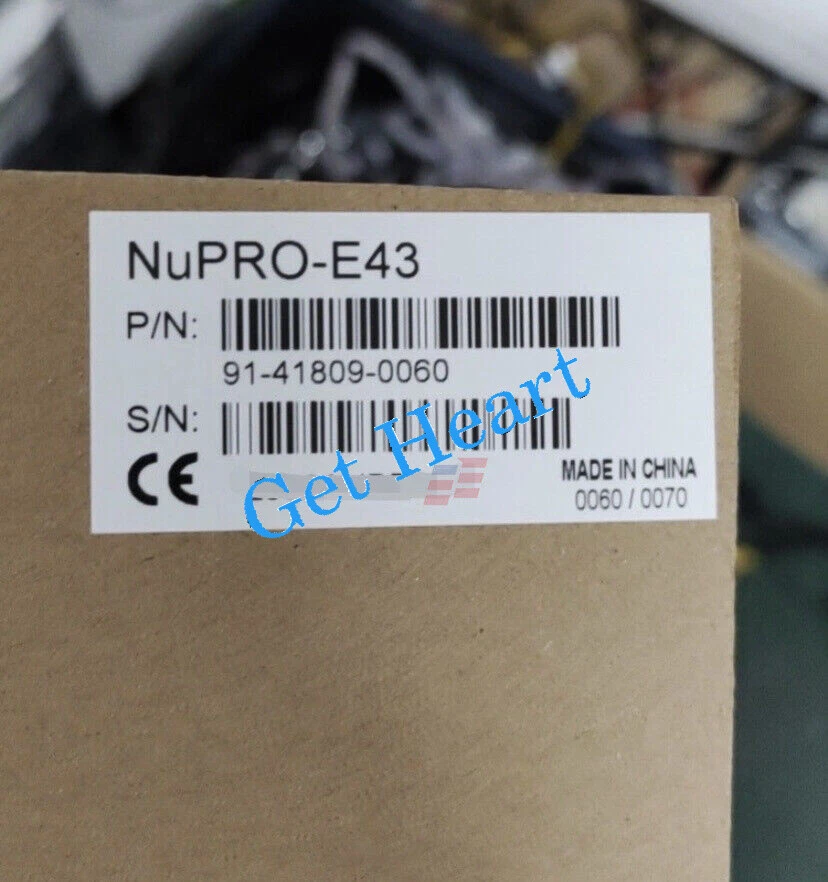 NuPRO-E43
P/N:
91-41809-0060
S/N:
CE
MADE IN CHINA
0060 / 0070
Get Heart